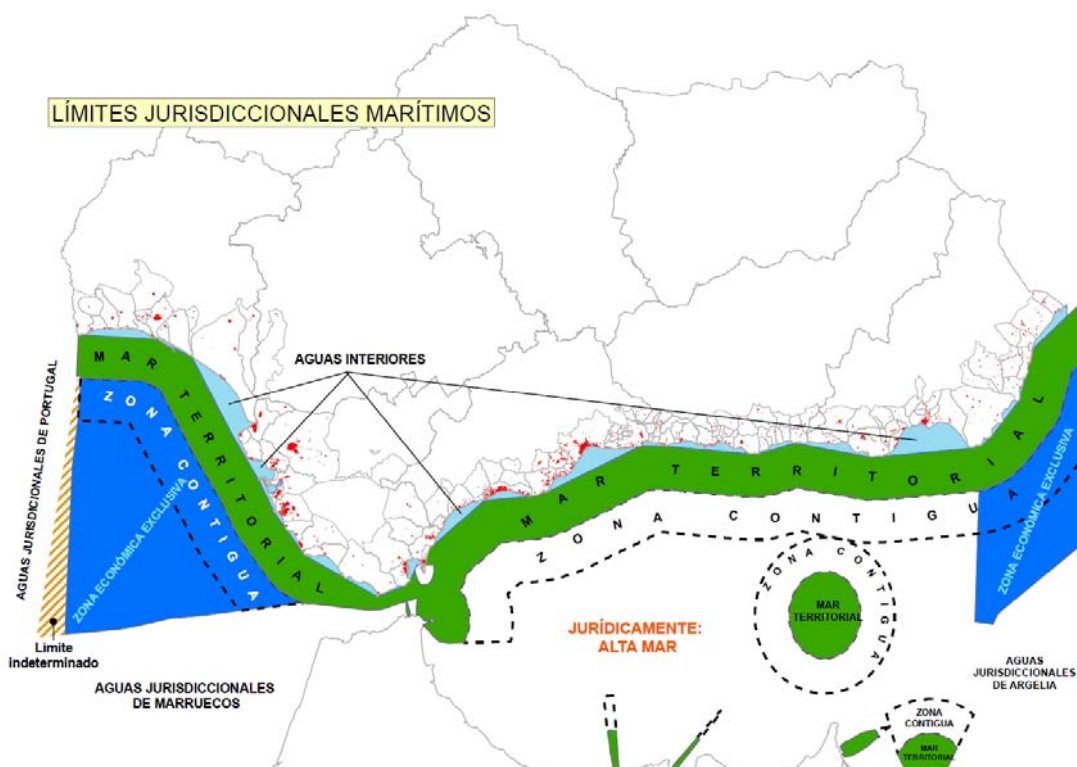 LÍMITES JURISDICCIONALES MARÍTIMOS
AGUAS INTERIORES
MAR TERRITORIAL
ZONA CONTIGUA
ZONA ECONÓMICA EXCLUSIVA
AGUAS JURISDICCIONALES DE PORTUGAL
Límite
indeterminado
AGUAS JURISDICCIONALES
DE MARRUECOS
MAR TERRITORIAL
ZONA CONTIGUA
ZONA ECONÓMICA EXCLUSIVA
JURÍDICAMENTE:
ALTA MAR
ZONA CONTIGUA
MAR
TERRITORIAL
AGUAS
JURISDICCIONALES
DE ARGELIA
ZONA
CONTIGUA
MAR
TERRITORIAL